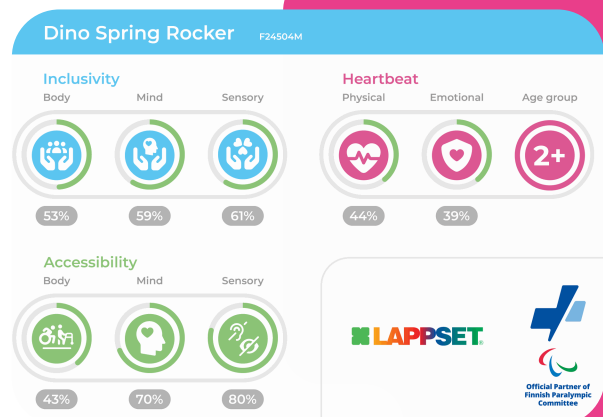 Dino Spring Rocker F24504M
Inclusivity
Body Mind Sensory
53% 59% 61%
Heartbeat
Physical Emotional Age group
2+
44% 39%
Accessibility
Body Mind Sensory
43% 70% 80%
LAPPSET
Official Partner of
Finnish Paralympic
Committee